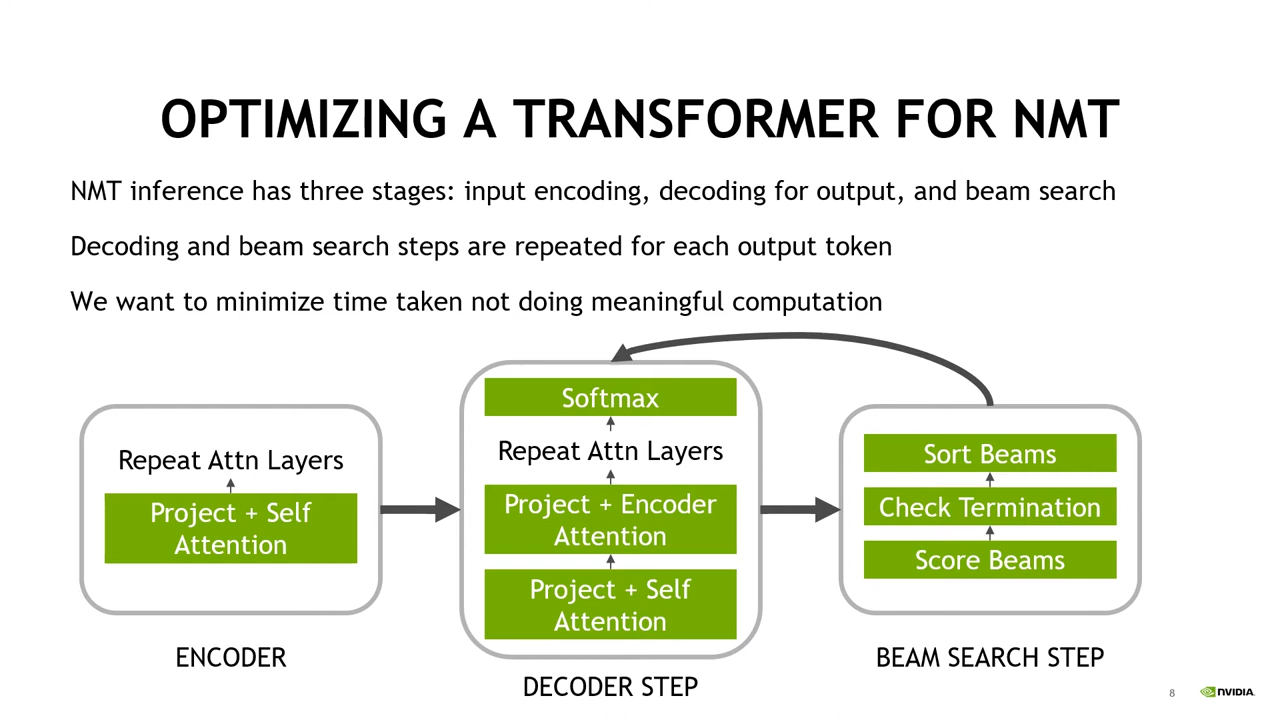 OPTIMIZING A TRANSFORMER FOR NMT
NMT inference has three stages: input encoding, decoding for output, and beam search
Decoding and beam search steps are repeated for each output token
We want to minimize time taken not doing meaningful computation
Repeat Attn Layers
Project + Self
Attention
ENCODER
Softmax
Repeat Attn Layers
Project + Encoder
Attention
Project + Self
Attention
DECODER STEP
Sort Beams
Check Termination
Score Beams
BEAM SEARCH STEP
8
NVIDIA.